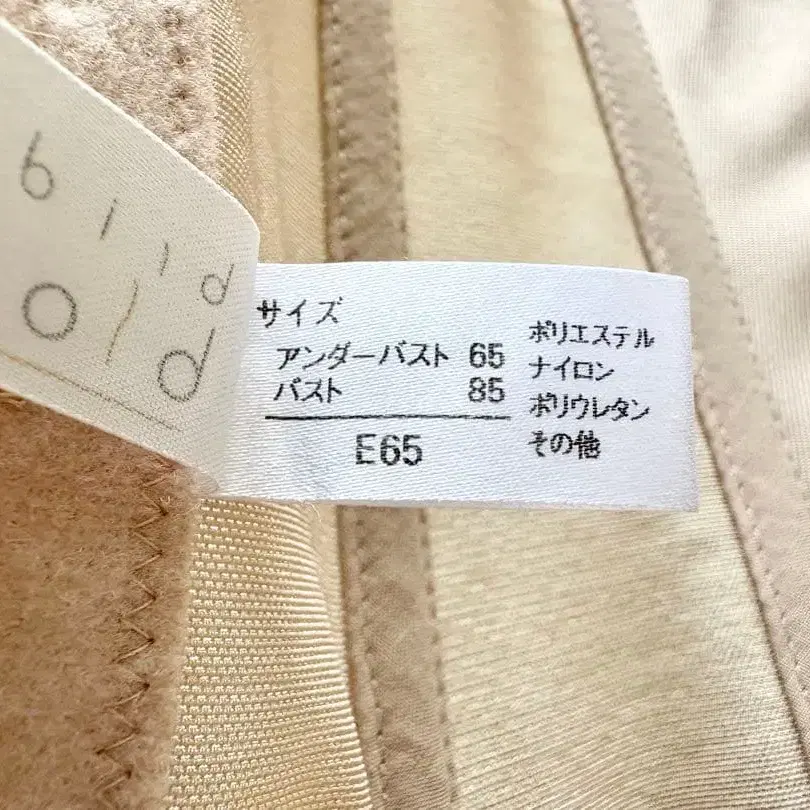 サイズ
アンダーバスト 65
バスト 85
E65
ポリエステル
ナイロン
ポリウレタン
その他